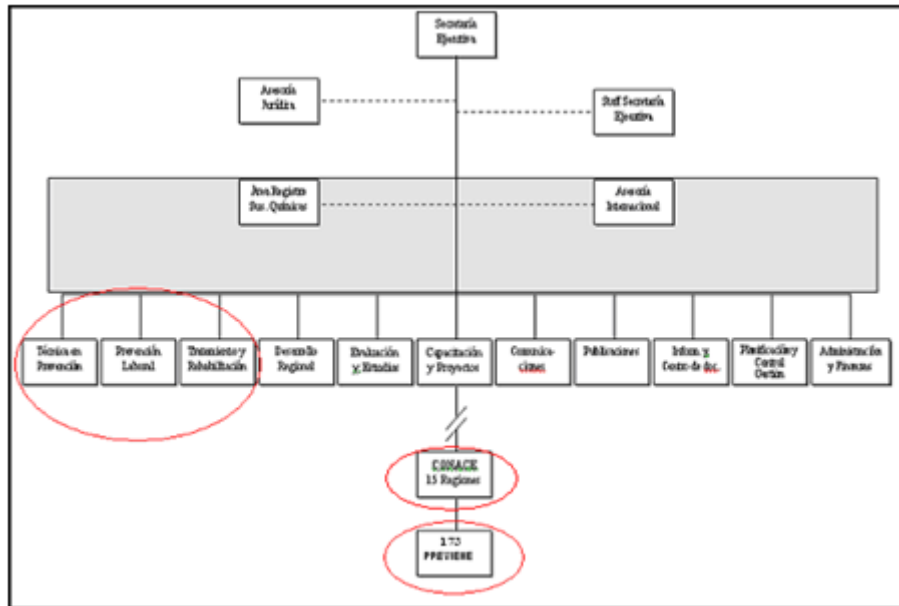 Secretaría
Ejecutiva
Asesoría
Jurídica
Staff Secretaría
Ejecutiva
Área Registro
Sus. Químicas
Asesoría
Internacional
Técnica en
Prevención
Prevención
Laboral
Tratamiento y
Rehabilitación
Desarrollo
Regional
Evaluación
y Estudios
Capacitación
y Proyectos
Comunica-
ciones
Publicaciones
Inform. y
Centro de doc.
Planificación y
Control
Gestión
Administración
y Finanzas
CONACE
15 Regiones
173
PREVIENE